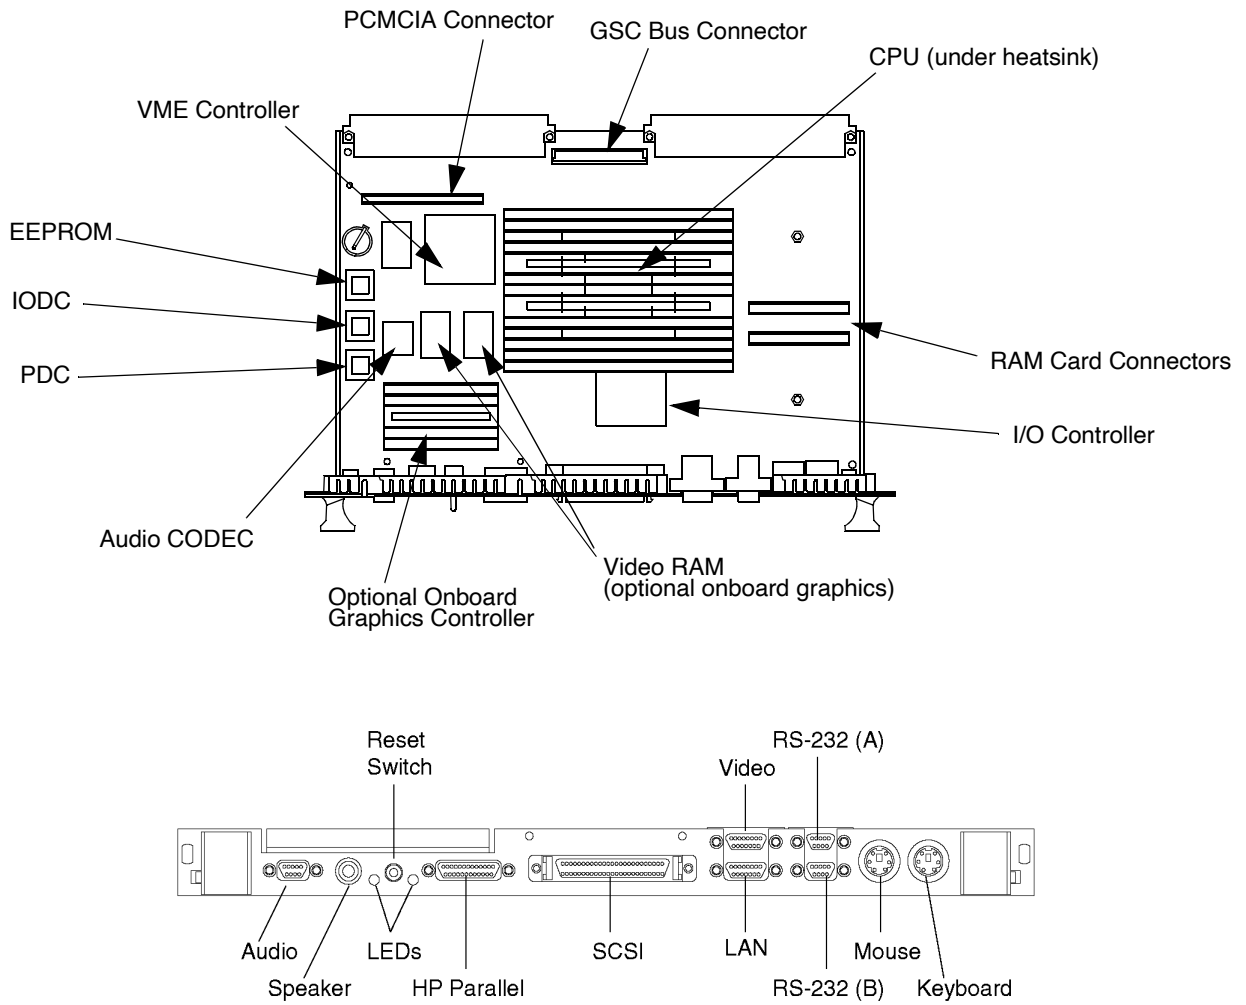 PCMCIA Connector
GSC Bus Connector
CPU (under heatsink)
VME Controller
EEPROM
IODC
PDC
RAM Card Connectors
I/O Controller
Audio CODEC
Video RAM
(optional onboard graphics)
Optional Onboard
Graphics Controller
Reset
Switch
Video
RS-232 (A)
Audio
LEDs
SCSI
LAN
Mouse
Speaker
HP Parallel
RS-232 (B)
Keyboard